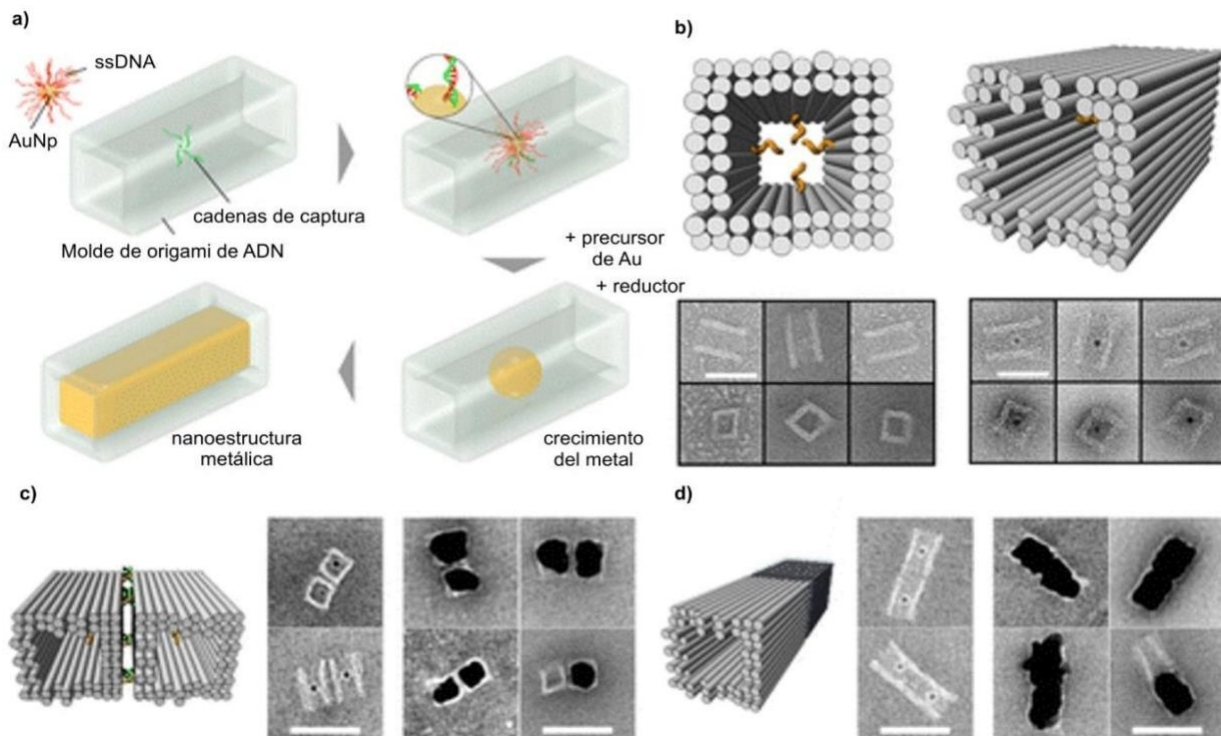 a)
ssDNA
AuNp
cadenas de captura
Molde de origami de ADN
+ precursor
de Au
+ reductor
nanoestructura
metálica
crecimiento
del metal
b)
c)
d)